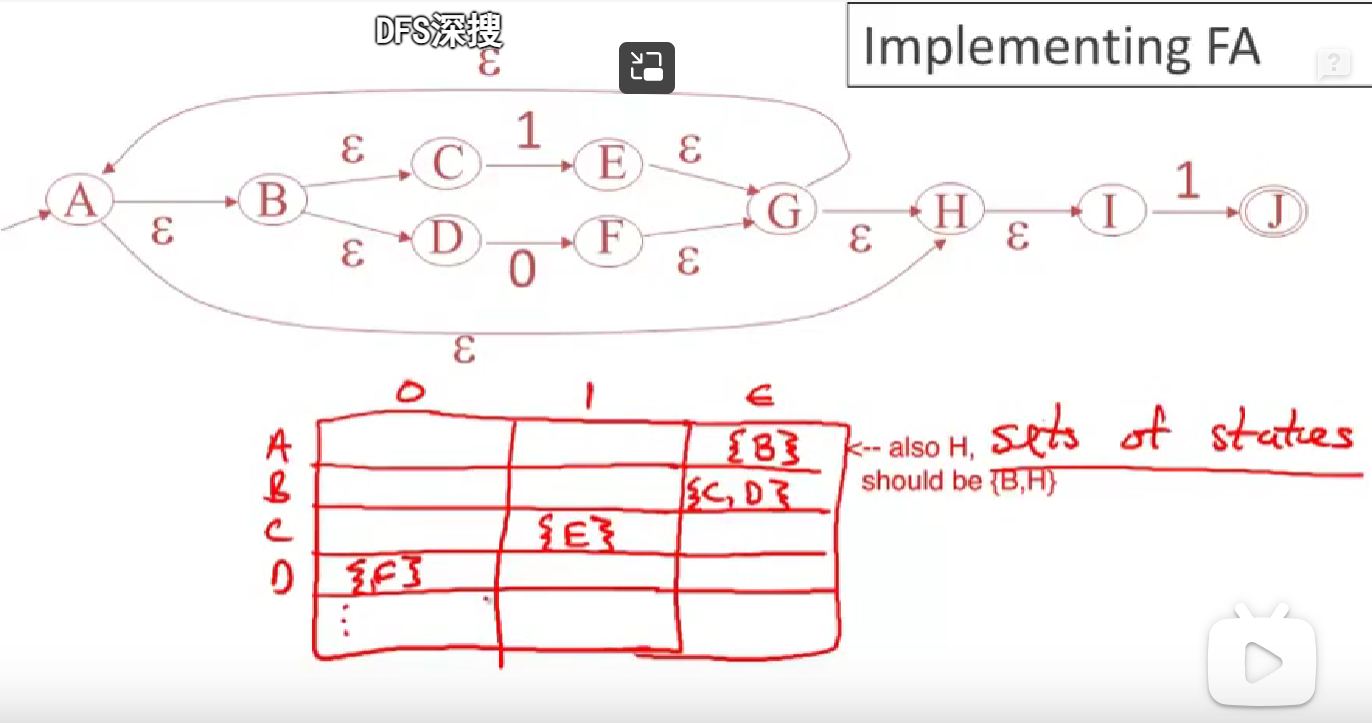 DFS深搜
Implementing FA
?
ε
ε C 1 E ε
A ε B G ε H ε I 1 J
ε D 0 F ε
ε
0 1 ε
A {B} <-- also H, sets of states
should be {B,H}
B {C, D}
C {E}
D {F}
⋮